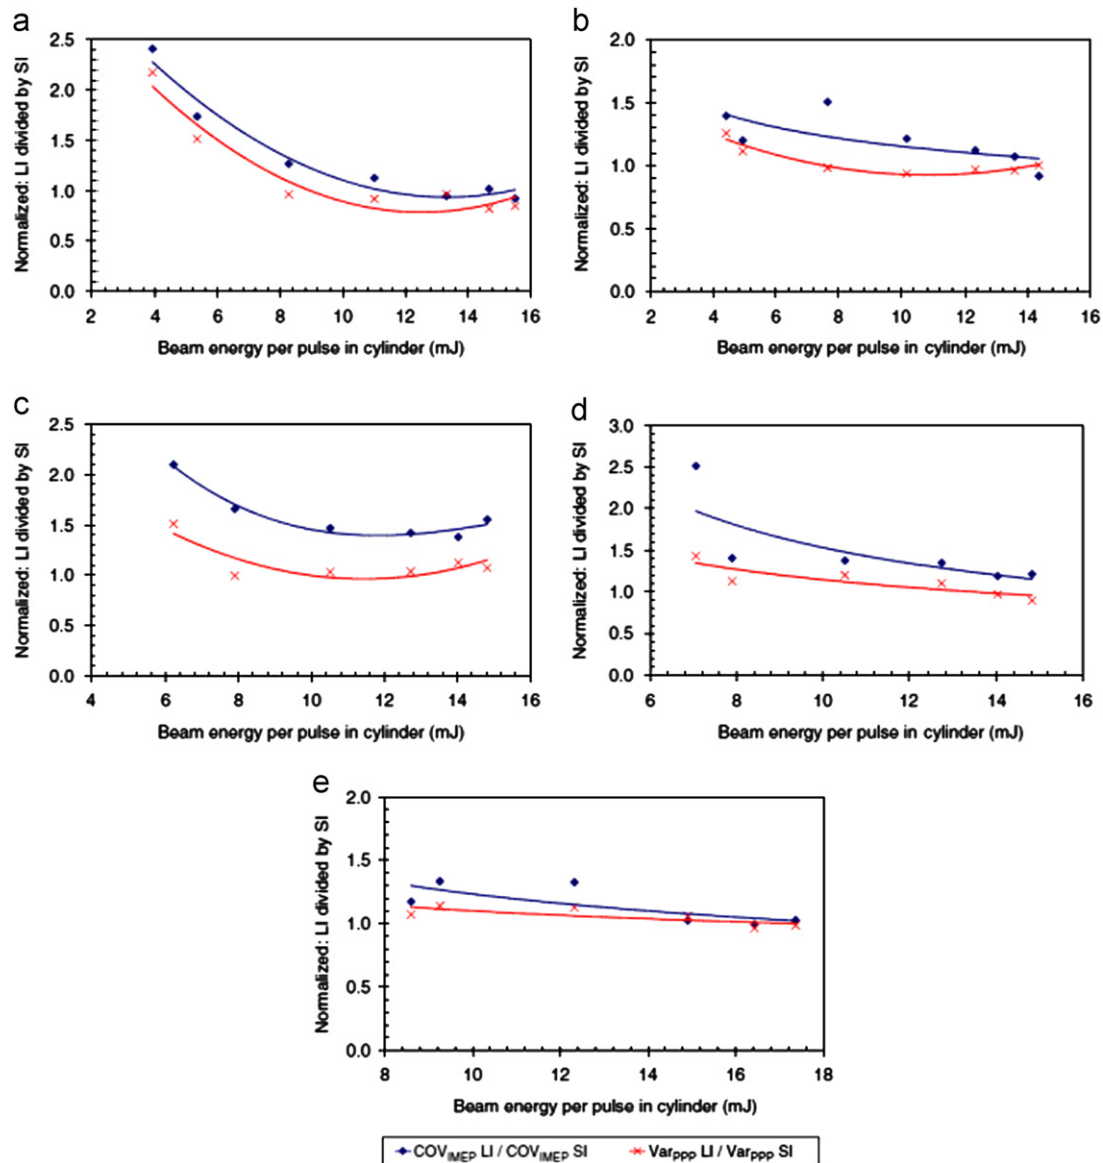 a
Normalized: LI divided by SI
2.5
2.0
1.5
1.0
0.5
0.0
2 4 6 8 10 12 14 16
Beam energy per pulse in cylinder (mJ)
b
Normalized: LI divided by SI
2.0
1.5
1.0
0.5
0.0
2 4 6 8 10 12 14 16
Beam energy per pulse in cylinder (mJ)
c
Normalized: LI divided by SI
2.5
2.0
1.5
1.0
0.5
0.0
4 6 8 10 12 14 16
Beam energy per pulse in cylinder (mJ)
d
Normalized: LI divided by SI
3.0
2.5
2.0
1.5
1.0
0.5
0.0
6 8 10 12 14 16
Beam energy per pulse in cylinder (mJ)
e
Normalized: LI divided by SI
2.0
1.5
1.0
0.5
0.0
8 10 12 14 16 18
Beam energy per pulse in cylinder (mJ)
COV_IMEP LI / COV_IMEP SI Var_PPP LI / Var_PPP SI